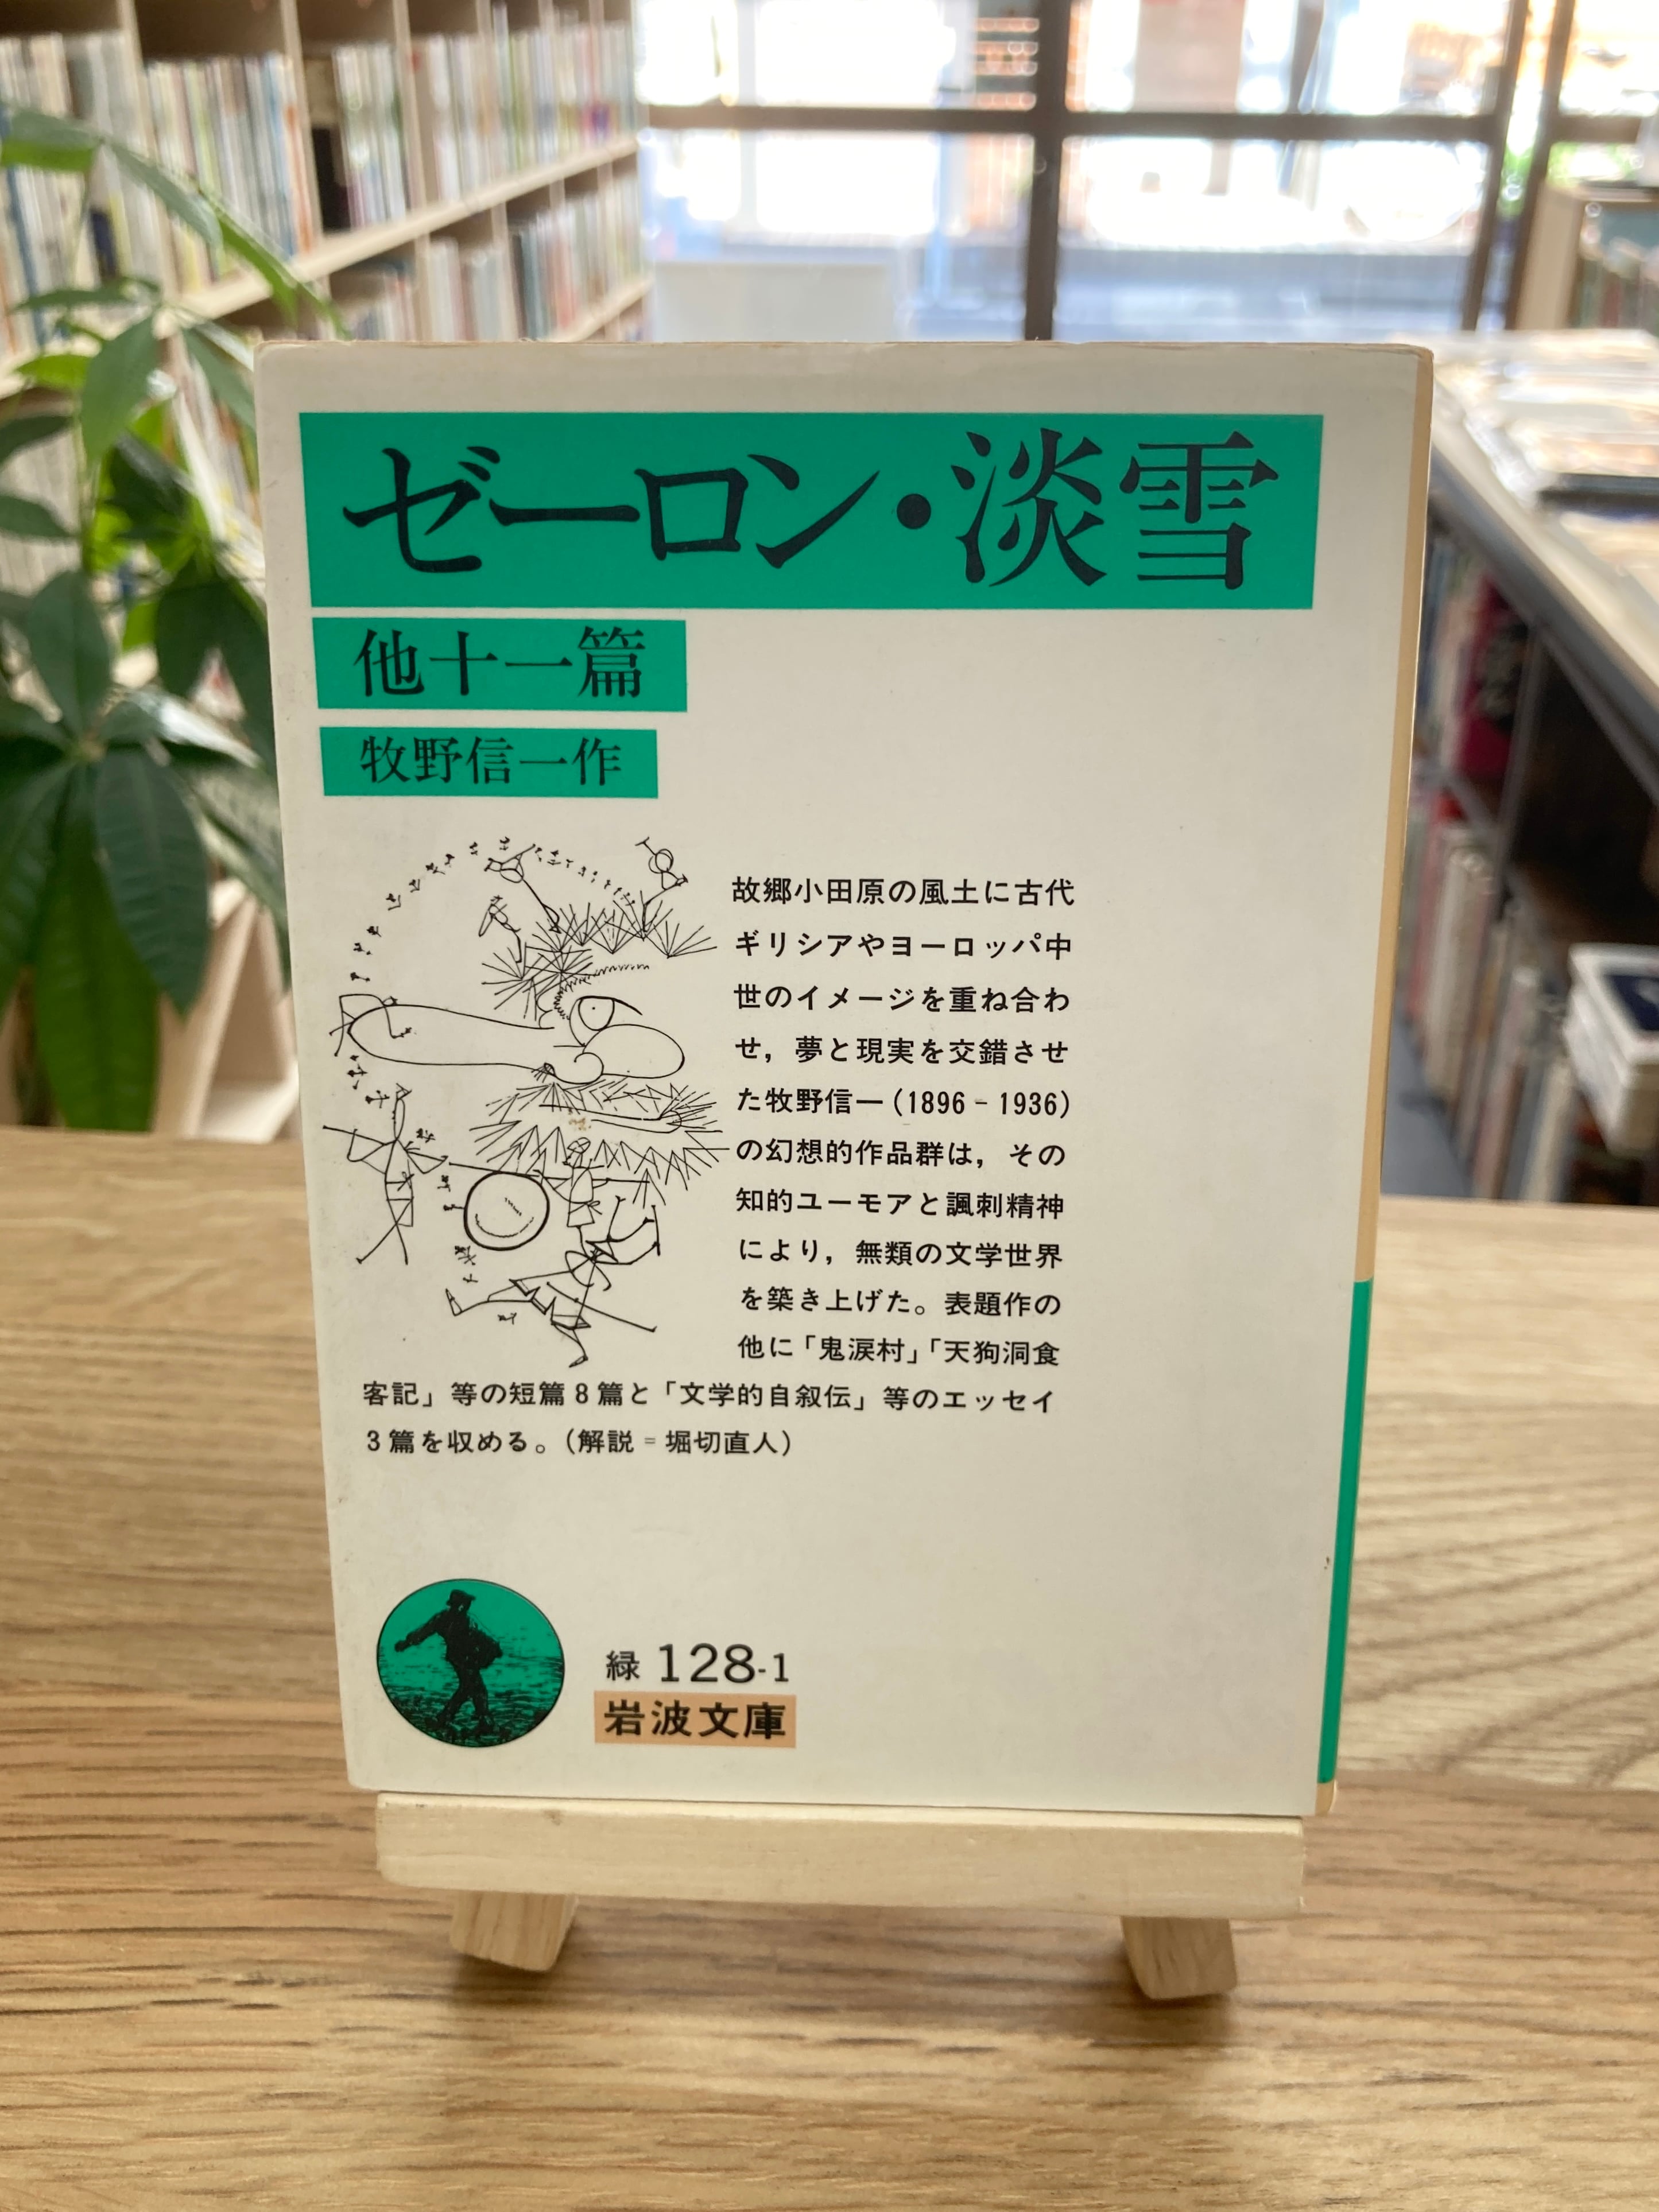 ゼーロン・淡雪
他十一篇
牧野信一作
故郷小田原の風土に古代
ギリシアやヨーロッパ中
世のイメージを重ね合わ
せ，夢と現実を交錯させ
た牧野信一(1896－1936)
の幻想的作品群は，その
知的ユーモアと諷刺精神
により，無類の文学世界
を築き上げた。表題作の
他に「鬼涙村」「天狗洞食
客記」等の短篇8篇と「文学的自叙伝」等のエッセイ
3篇を収める。(解説＝堀切直人)
緑 128-1
岩波文庫